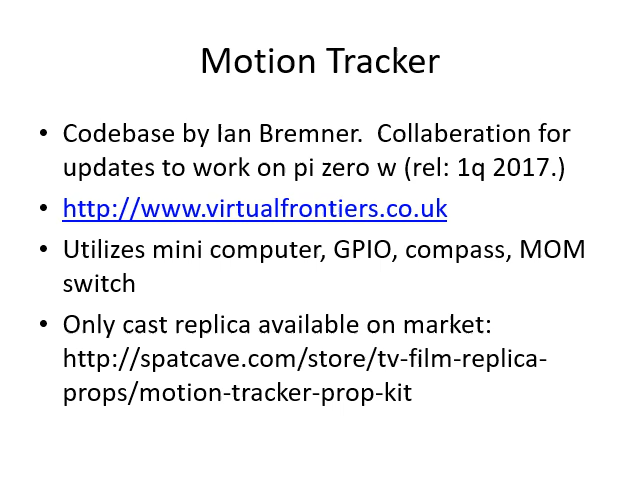 Motion Tracker
• Codebase by Ian Bremner.  Collaberation for
updates to work on pi zero w (rel: 1q 2017.)
• http://www.virtualfrontiers.co.uk
• Utilizes mini computer, GPIO, compass, MOM
switch
• Only cast replica available on market:
http://spatcave.com/store/tv-film-replica-
props/motion-tracker-prop-kit